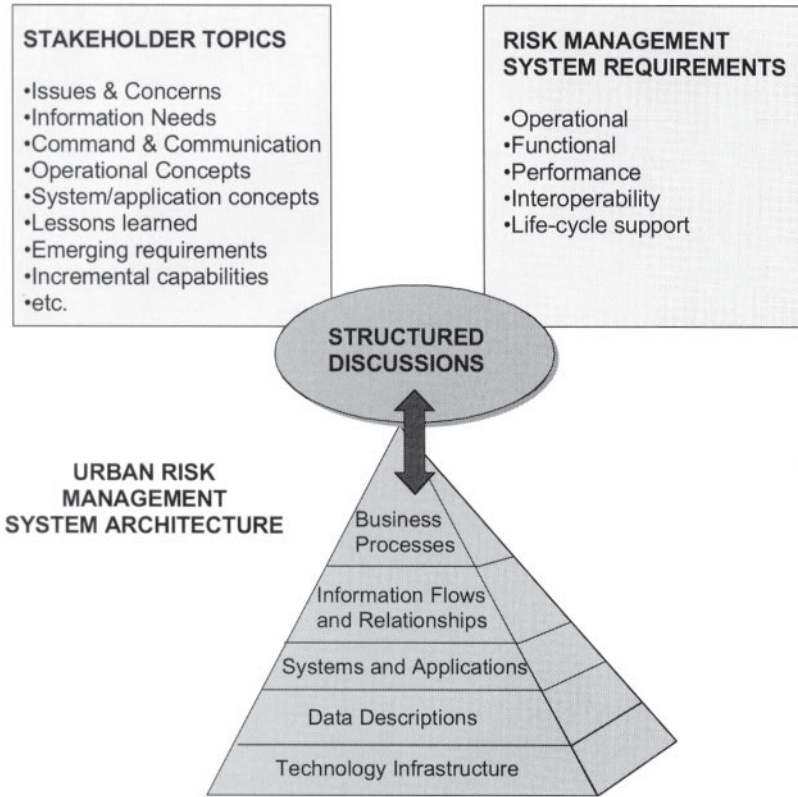 STAKEHOLDER TOPICS
•Issues & Concerns
•Information Needs
•Command & Communication
•Operational Concepts
•System/application concepts
•Lessons learned
•Emerging requirements
•Incremental capabilities
•etc.
RISK MANAGEMENT
SYSTEM REQUIREMENTS
•Operational
•Functional
•Performance
•Interoperability
•Life-cycle support
STRUCTURED
DISCUSSIONS
URBAN RISK
MANAGEMENT
SYSTEM ARCHITECTURE
Business
Processes
Information Flows
and Relationships
Systems and Applications
Data Descriptions
Technology Infrastructure